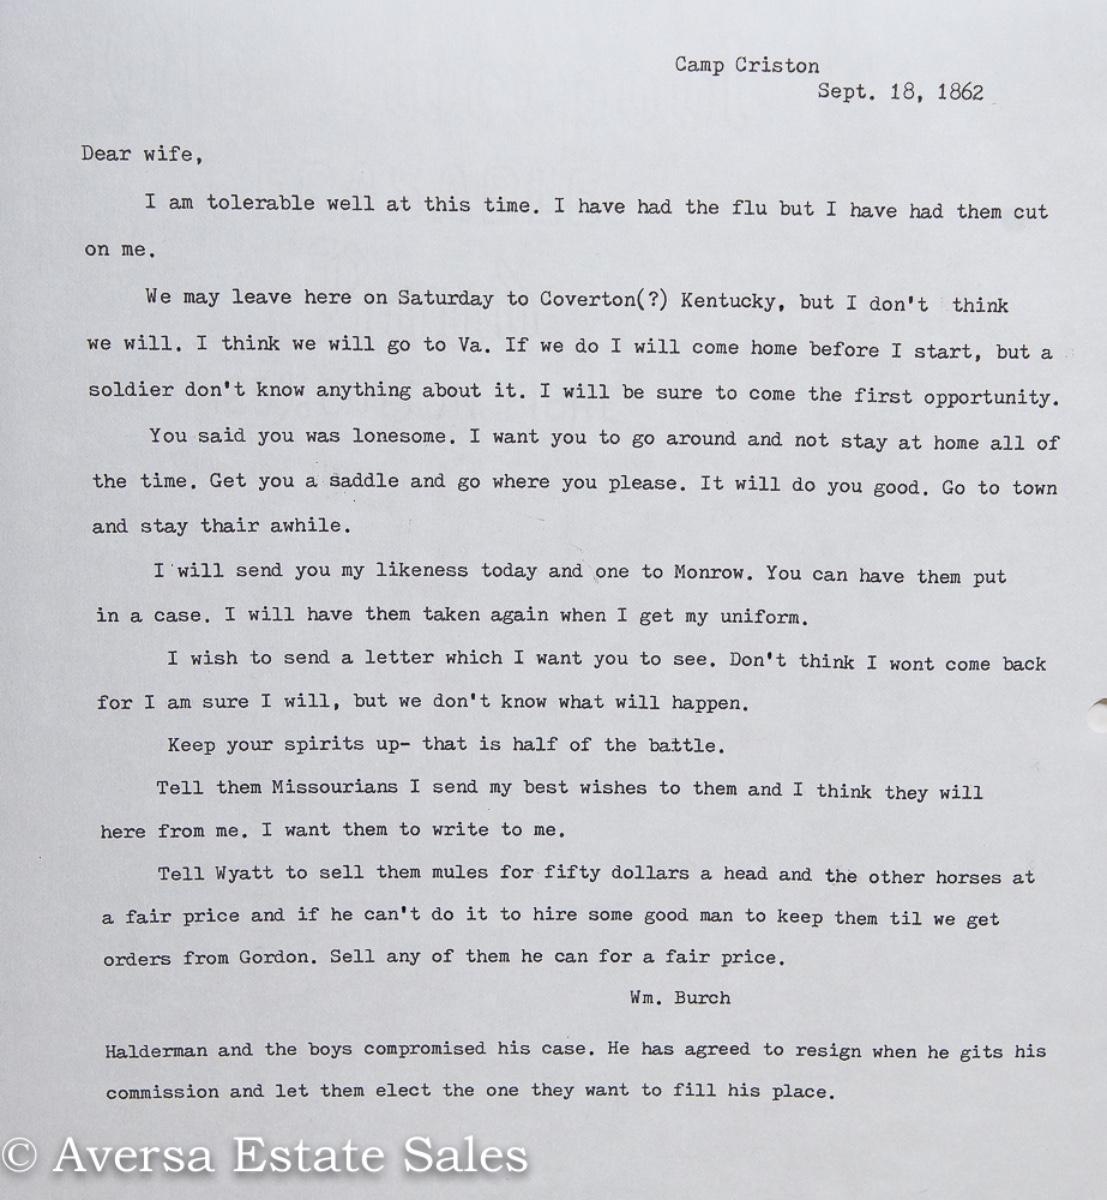 Camp Criston
Sept. 18, 1862
Dear wife,
I am tolerable well at this time. I have had the flu but I have had them cut
on me.
We may leave here on Saturday to Coverton(?) Kentucky, but I don't think
we will. I think we will go to Va. If we do I will come home before I start, but a
soldier don't know anything about it. I will be sure to come the first opportunity.
You said you was lonesome. I want you to go around and not stay at home all of
the time. Get you a saddle and go where you please. It will do you good. Go to town
and stay thair awhile.
I will send you my likeness today and one to Monrow. You can have them put
in a case. I will have them taken again when I get my uniform.
I wish to send a letter which I want you to see. Don't think I wont come back
for I am sure I will, but we don't know what will happen.
Keep your spirits up- that is half of the battle.
Tell them Missourians I send my best wishes to them and I think they will
here from me. I want them to write to me.
Tell Wyatt to sell them mules for fifty dollars a head and the other horses at
a fair price and if he can't do it to hire some good man to keep them til we get
orders from Gordon. Sell any of them he can for a fair price.
Wm. Burch
Halderman and the boys compromised his case. He has agreed to resign when he gits his
commission and let them elect the one they want to fill his place.
© Aversa Estate Sales